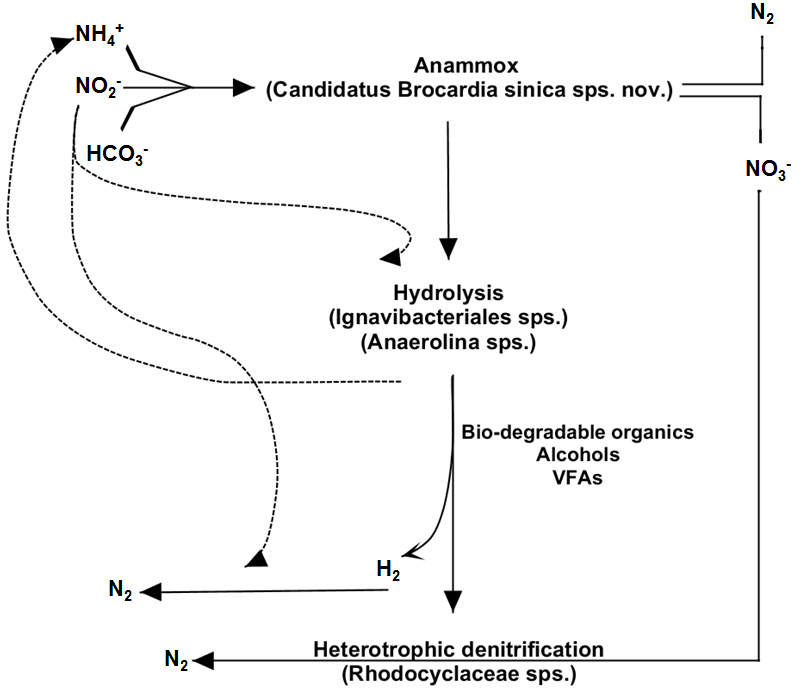 N₂
NH₄⁺
Anammox
(Candidatus Brocardia sinica sps. nov.)
NO₂⁻
HCO₃⁻
NO₃⁻
Hydrolysis
(Ignavibacteriales sps.)
(Anaerolina sps.)
Bio-degradable organics
Alcohols
VFAs
H₂
N₂
Heterotrophic denitrification
N₂
(Rhodocyclaceae sps.)